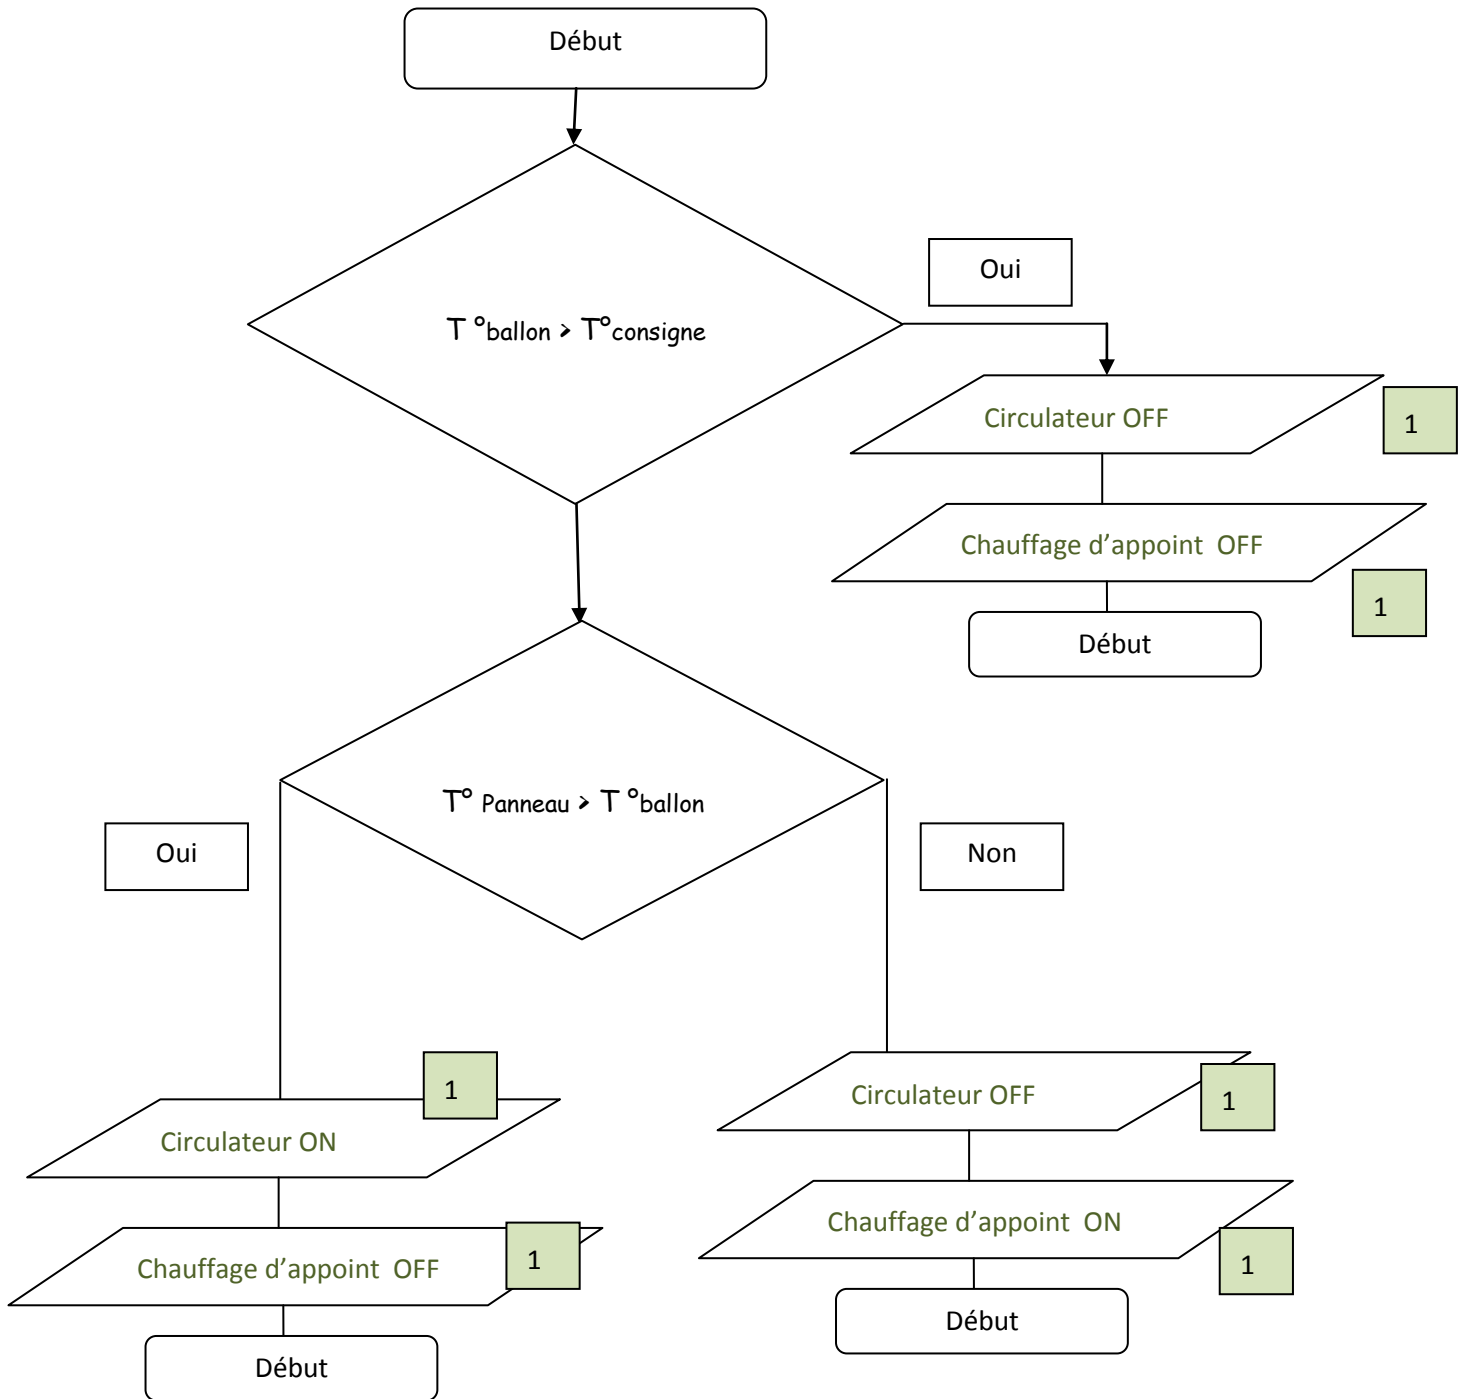 Début
Oui
T °ballon > T°consigne
Circulateur OFF
1
Chauffage d’appoint OFF
1
Début
T° Panneau > T °ballon
Oui
Non
1
Circulateur ON
Circulateur OFF
1
Chauffage d’appoint OFF
1
Chauffage d’appoint ON
1
Début
Début